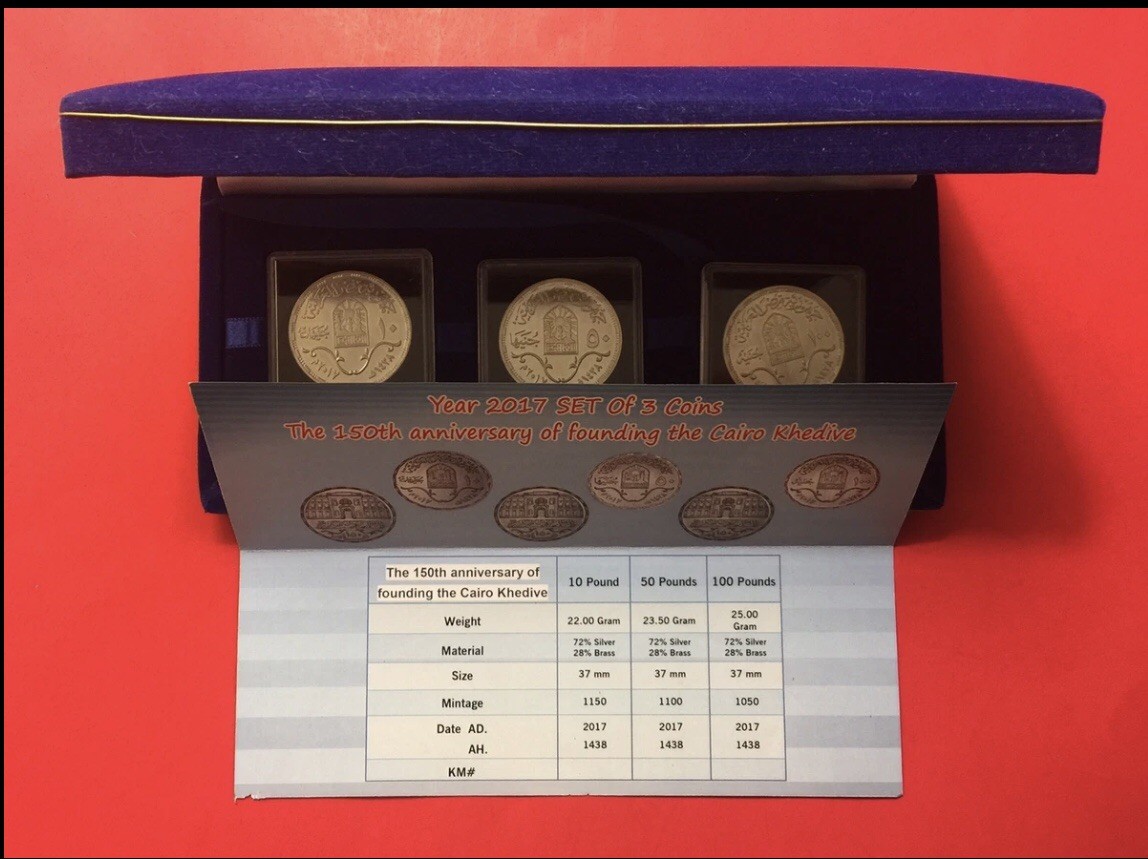 ١٠
٥٠
جنيها
Year 2017 SET Of 3 Coins
The 150th anniversary of founding the Cairo Khedive
The 150th anniversary of founding the Cairo Khedive 10 Pound 50 Pounds 100 Pounds
Weight 22.00 Gram 23.50 Gram 25.00 Gram
Material 72% Silver 28% Brass 72% Silver 28% Brass 72% Silver 28% Brass
Size 37 mm 37 mm 37 mm
Mintage 1150 1100 1050
Date AD. 2017 2017 2017
AH. 1438 1438 1438
KM#